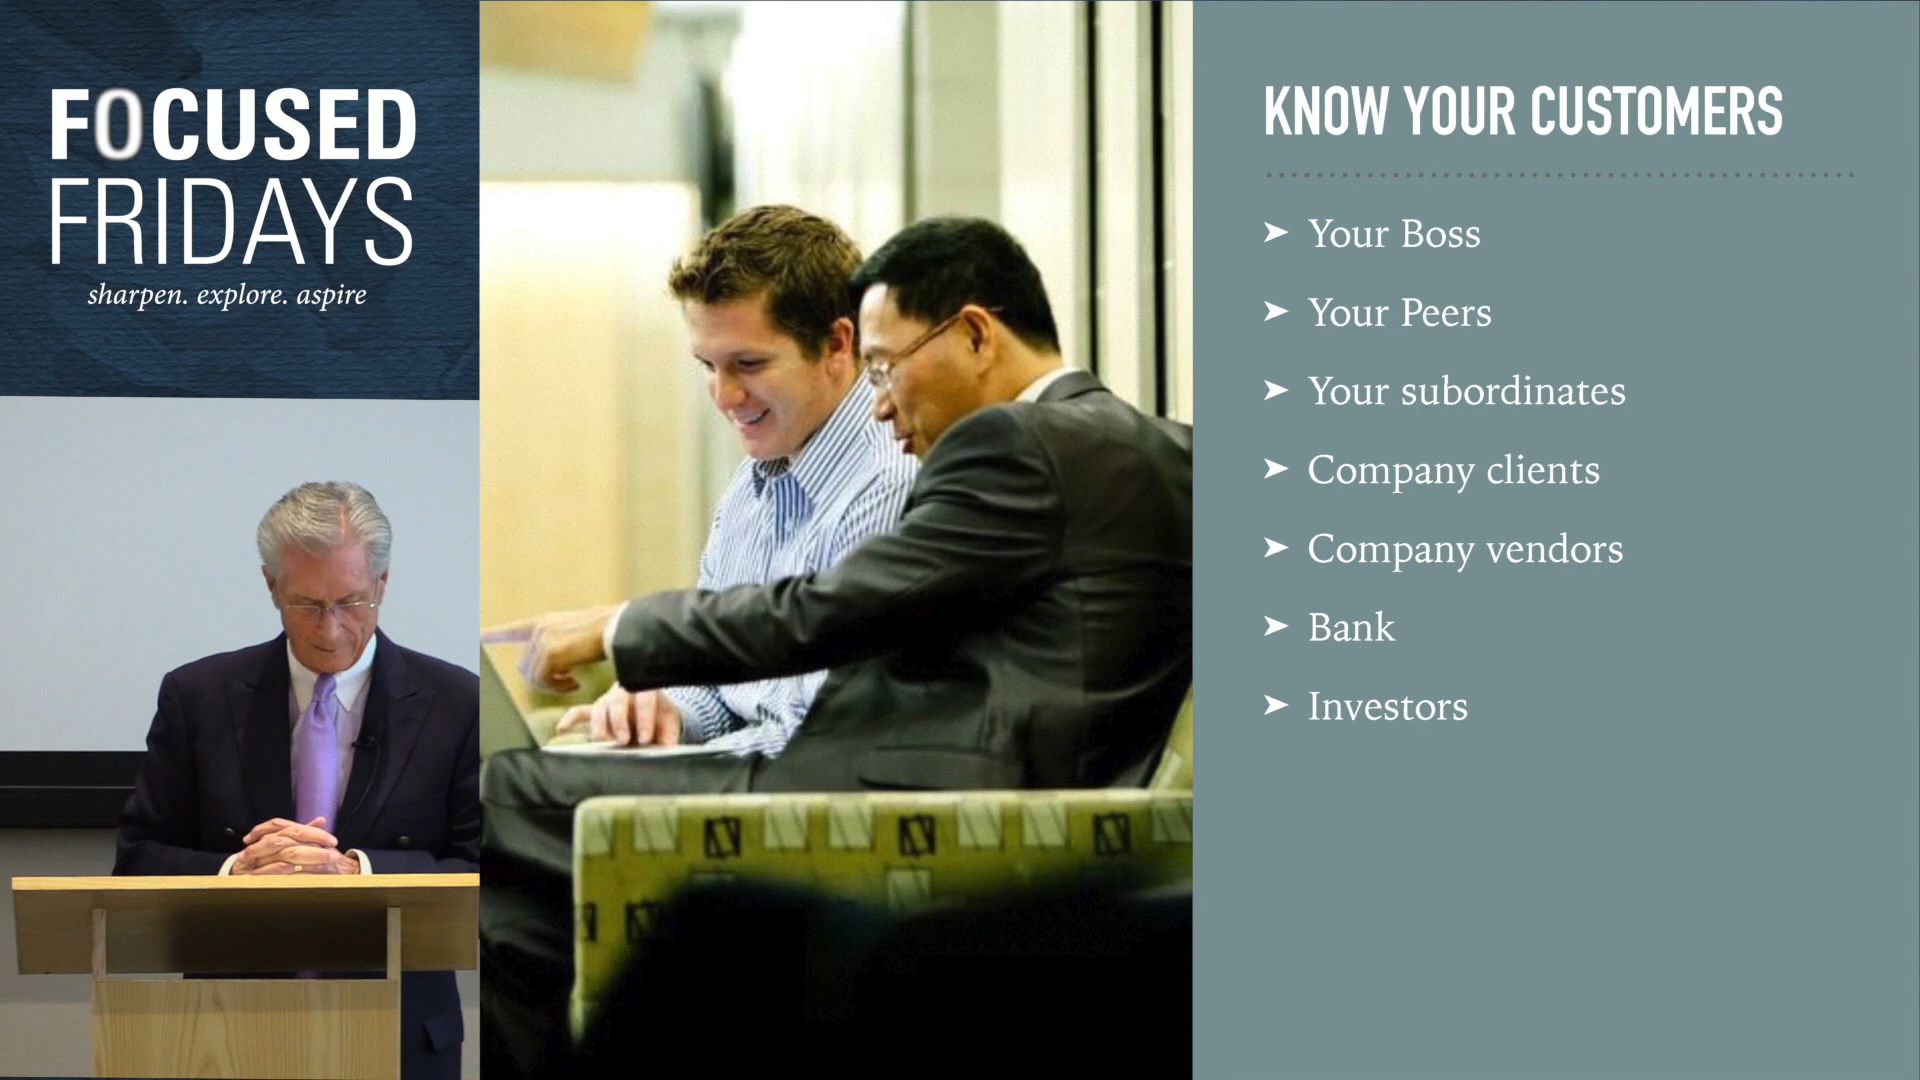 FOCUSED
FRIDAYS
sharpen. explore. aspire
KNOW YOUR CUSTOMERS
➤ Your Boss
➤ Your Peers
➤ Your subordinates
➤ Company clients
➤ Company vendors
➤ Bank
➤ Investors